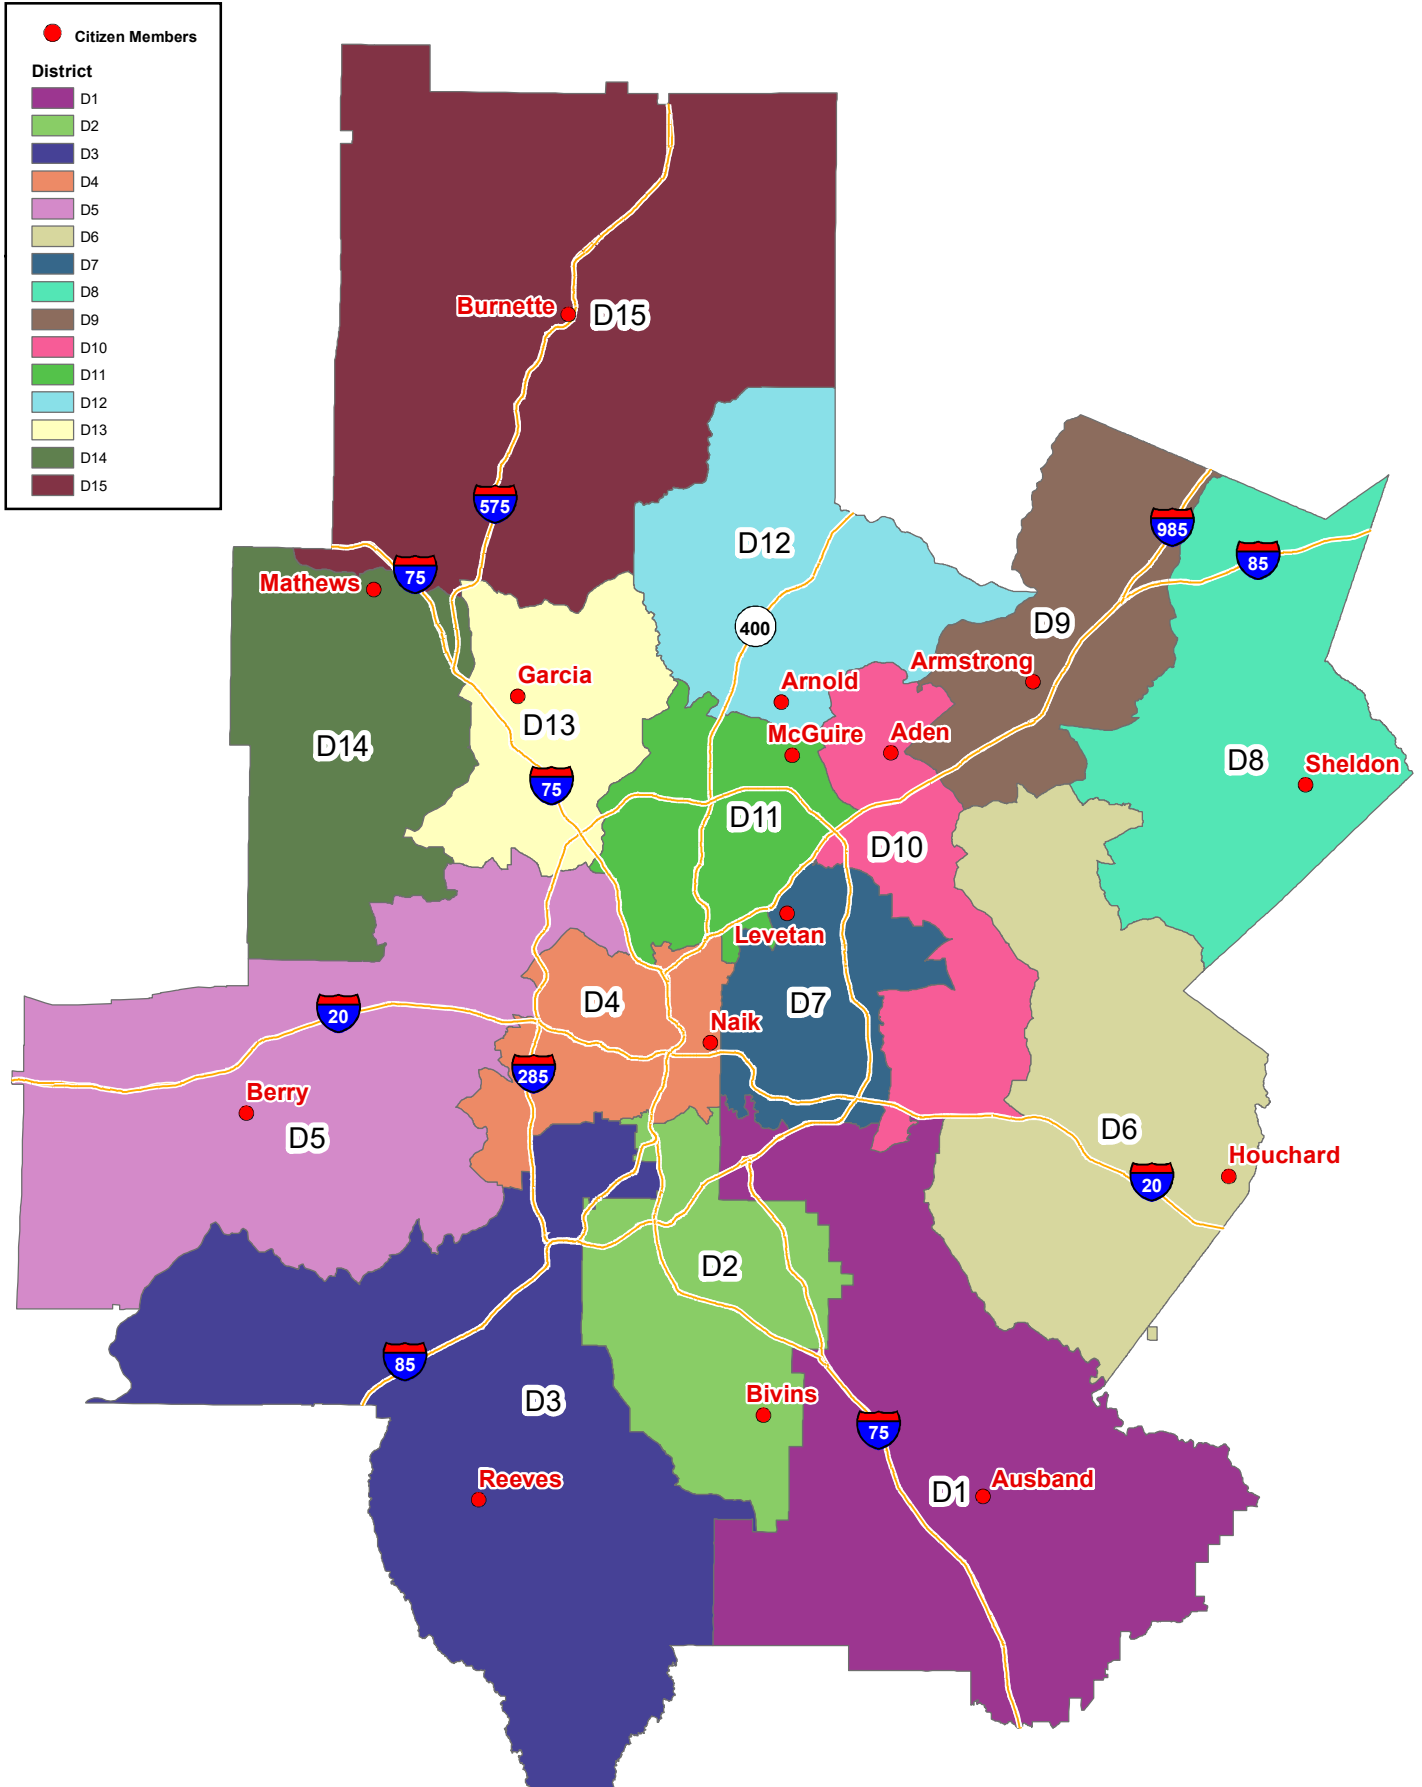 Citizen Members
District
D1
D2
D3
D4
D5
D6
D7
D8
D9
D10
D11
D12
D13
D14
D15
Burnette
D15
575
985
85
D12
75
Mathews
D9
400
Armstrong
Garcia
Arnold
D13
McGuire
Aden
D14
D8
Sheldon
75
D11
D10
Levetan
D4
D7
20
Naik
285
Berry
D5
D6
Houchard
20
D2
85
D3
Bivins
75
Reeves
D1
Ausband